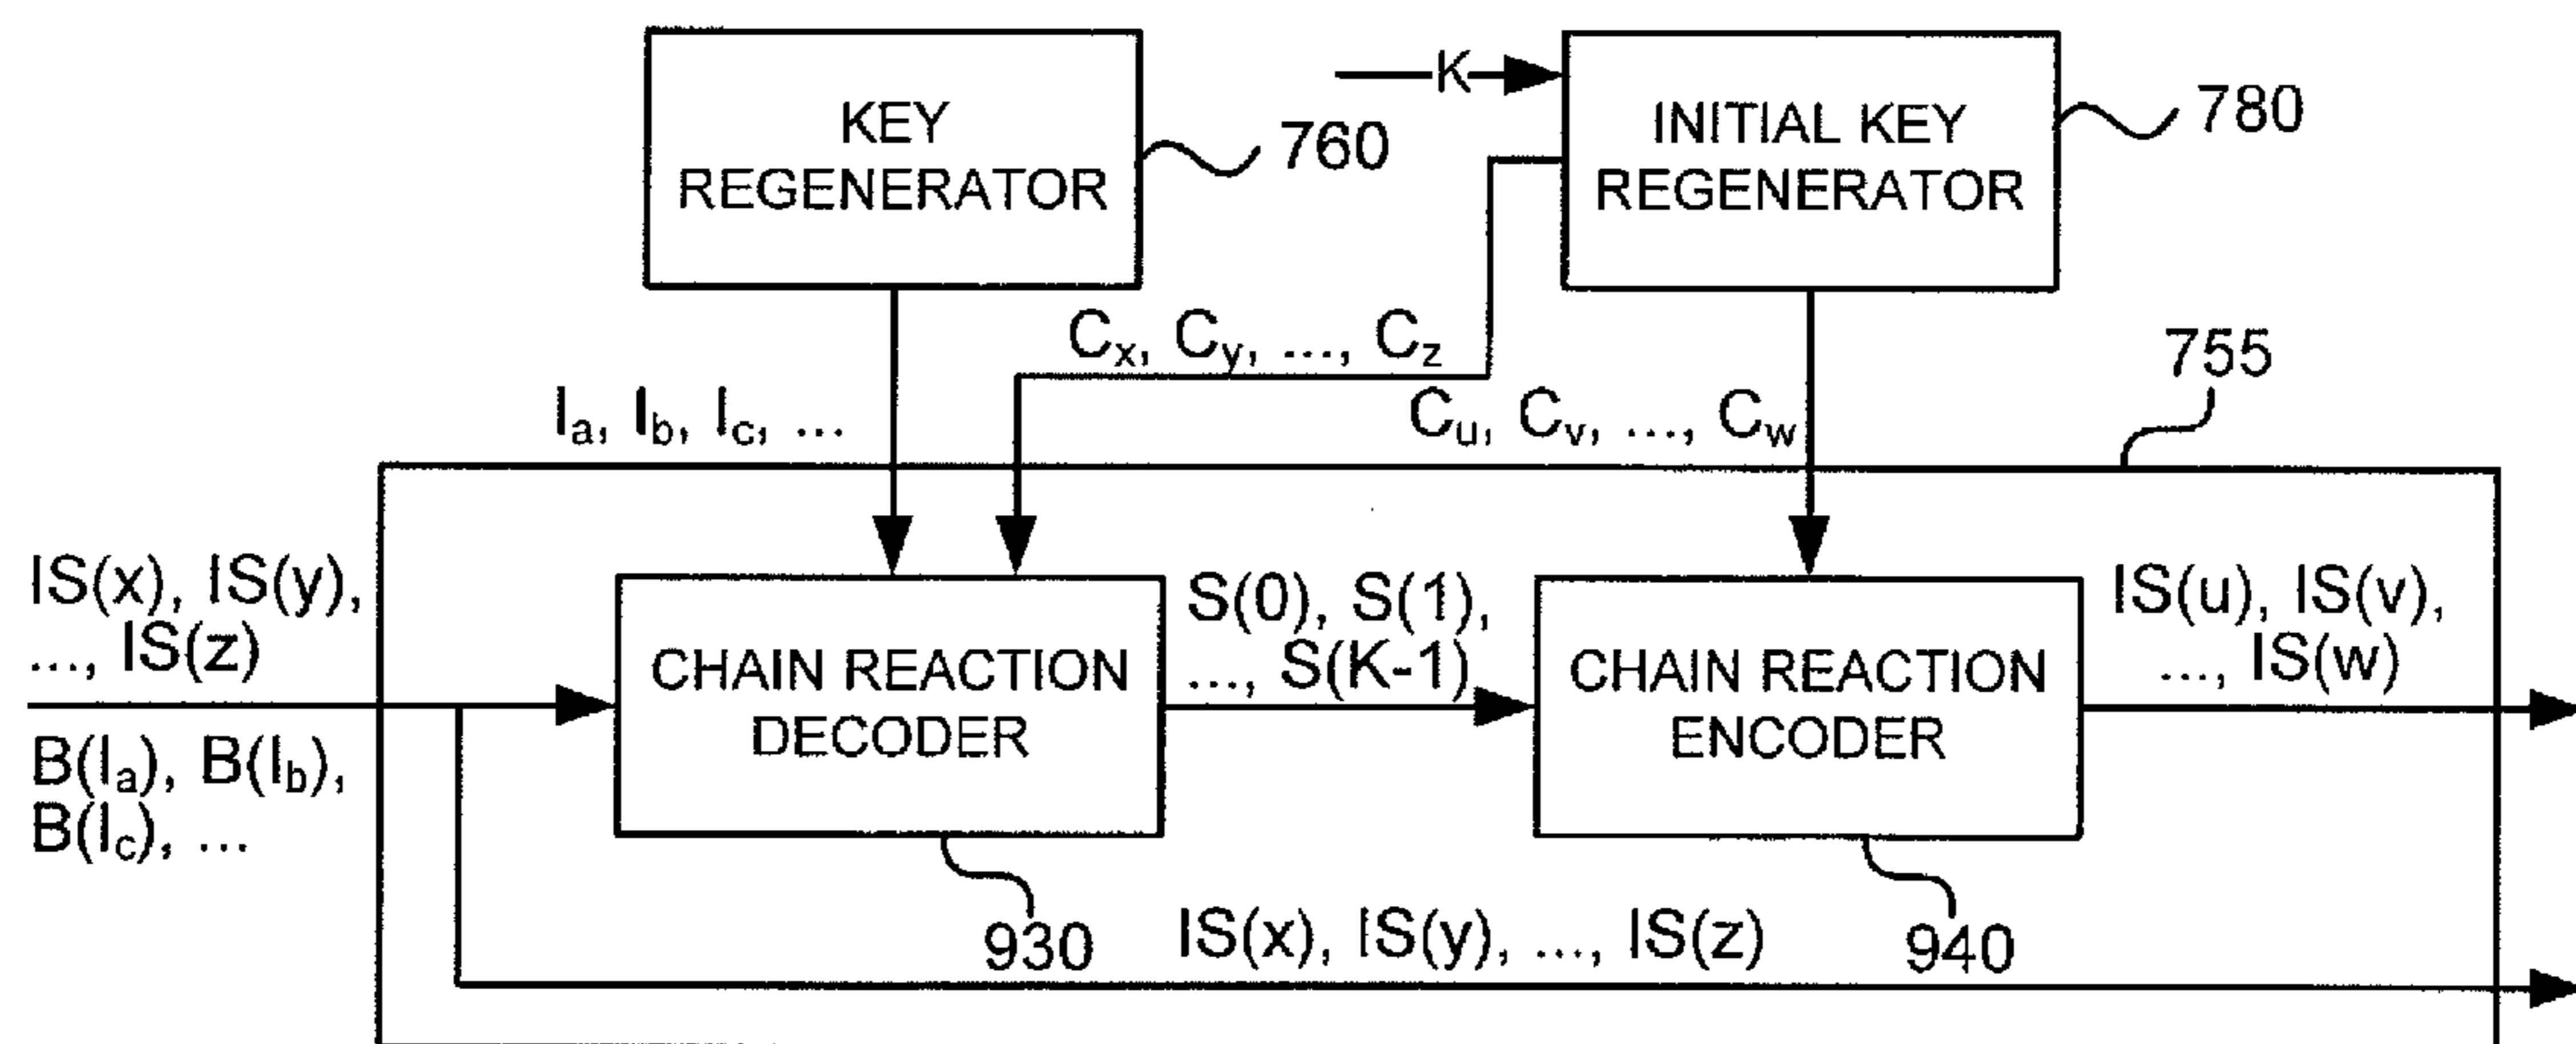 KEY
REGENERATOR
760
K
INITIAL KEY
REGENERATOR
780
Cx, Cy, ..., Cz
755
Ia, Ib, Ic, ...
Cu, Cv, ..., Cw
IS(x), IS(y),
..., IS(z)
B(Ia), B(Ib),
B(Ic), ...
CHAIN REACTION
DECODER
930
S(0), S(1),
..., S(K-1)
CHAIN REACTION
ENCODER
940
IS(u), IS(v),
..., IS(w)
IS(x), IS(y), ..., IS(z)